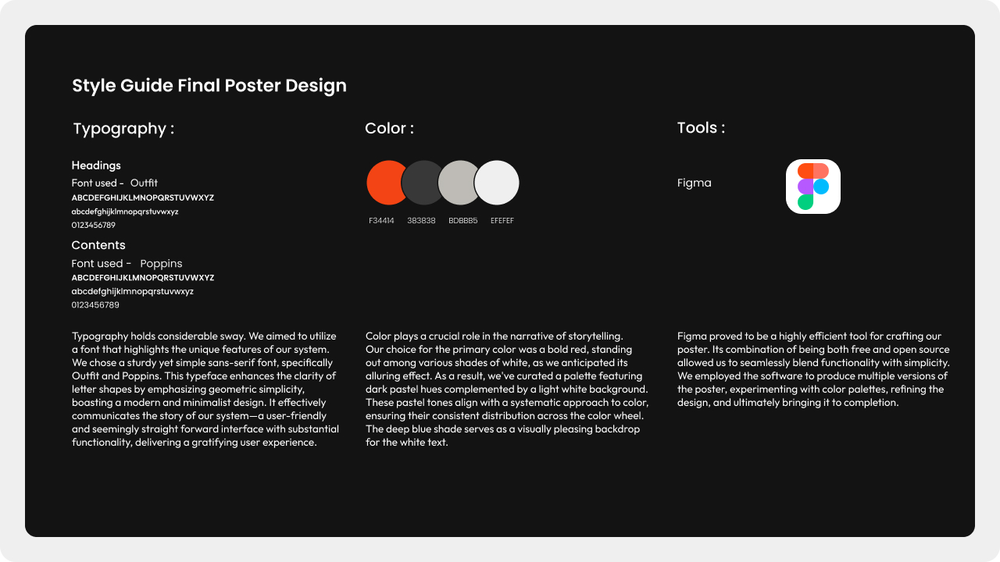 Style Guide Final Poster Design
Typography :
Headings
Font used - Outfit
ABCDEFGHIJKLMNOPQRSTUVWXYZ
abcdefghijklmnopqrstuvwxyz
0123456789
Contents
Font used - Poppins
ABCDEFGHIJKLMNOPQRSTUVWXYZ
abcdefghijklmnopqrstuvwxyz
0123456789
Typography holds considerable sway. We aimed to utilize
a font that highlights the unique features of our system.
We chose a sturdy yet simple sans-serif font, specifically
Outfit and Poppins. This typeface enhances the clarity of
letter shapes by emphasizing geometric simplicity,
boasting a modern and minimalist design. It effectively
communicates the story of our system—a user-friendly
and seemingly straight forward interface with substantial
functionality, delivering a gratifying user experience.
Color :
F34414 383838 BDBBB5 EFEFEF
Color plays a crucial role in the narrative of storytelling.
Our choice for the primary color was a bold red, standing
out among various shades of white, as we anticipated its
alluring effect. As a result, we've curated a palette featuring
dark pastel hues complemented by a light white background.
These pastel tones align with a systematic approach to color,
ensuring their consistent distribution across the color wheel.
The deep blue shade serves as a visually pleasing backdrop
for the white text.
Tools :
Figma
Figma proved to be a highly efficient tool for crafting our
poster. Its combination of being both free and open source
allowed us to seamlessly blend functionality with simplicity.
We employed the software to produce multiple versions of
the poster, experimenting with color palettes, refining the
design, and ultimately bringing it to completion.